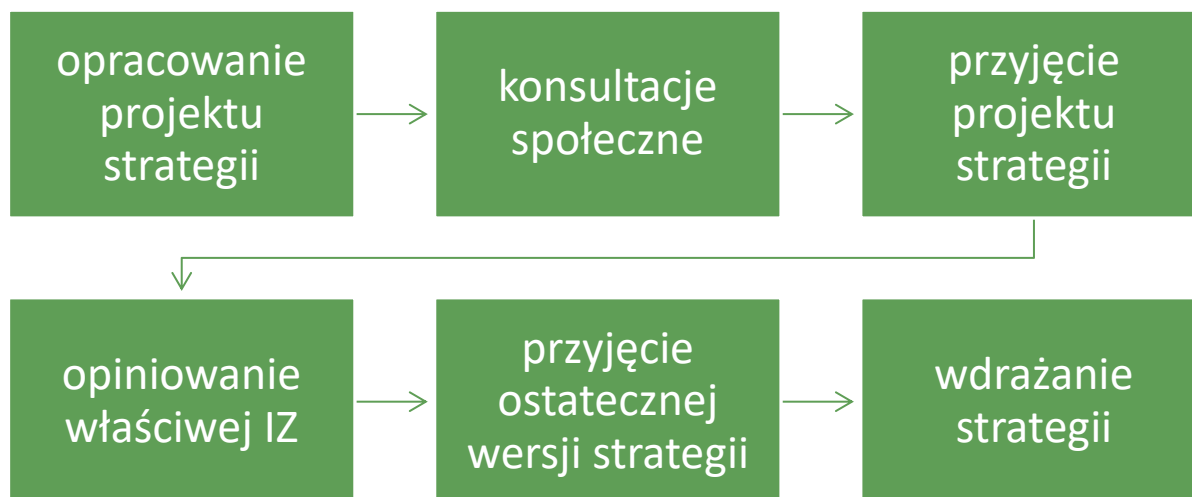 opracowanie
projektu
strategii
konsultacje
społeczne
przyjęcie
projektu
strategii
opiniowanie
właściwej IZ
przyjęcie
ostatecznej
wersji strategii
wdrażanie
strategii